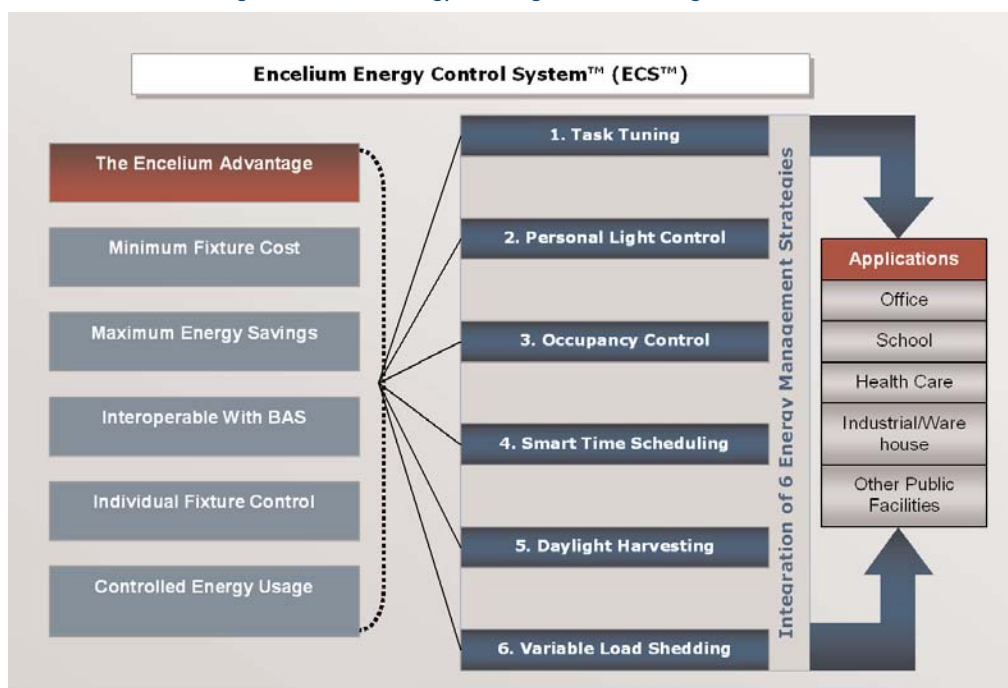 Encelium Energy Control System™ (ECS™)
The Encelium Advantage
Minimum Fixture Cost
Maximum Energy Savings
Interoperable With BAS
Individual Fixture Control
Controlled Energy Usage
1. Task Tuning
2. Personal Light Control
3. Occupancy Control
4. Smart Time Scheduling
5. Daylight Harvesting
6. Variable Load Shedding
Integration of 6 Energy Management Strategies
Applications
Office
School
Health Care
Industrial/Ware
house
Other Public
Facilities